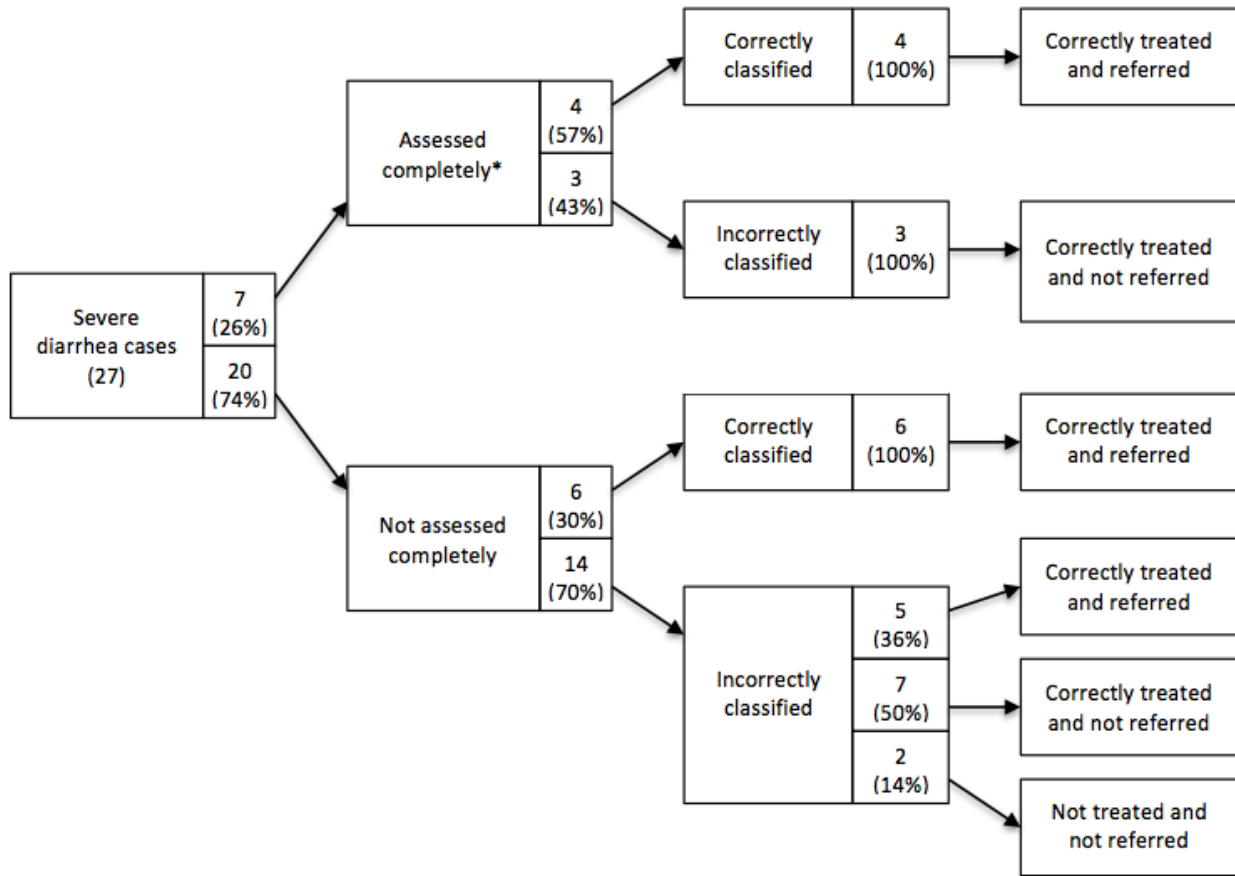 Severe
diarrhea cases
(27)
7
(26%)
20
(74%)
Assessed
completely*
4
(57%)
3
(43%)
Correctly
classified
4
(100%)
Correctly treated
and referred
Incorrectly
classified
3
(100%)
Correctly treated
and not referred
Not assessed
completely
6
(30%)
14
(70%)
Correctly
classified
6
(100%)
Correctly treated
and referred
Incorrectly
classified
5
(36%)
7
(50%)
2
(14%)
Correctly treated
and referred
Correctly treated
and not referred
Not treated and
not referred